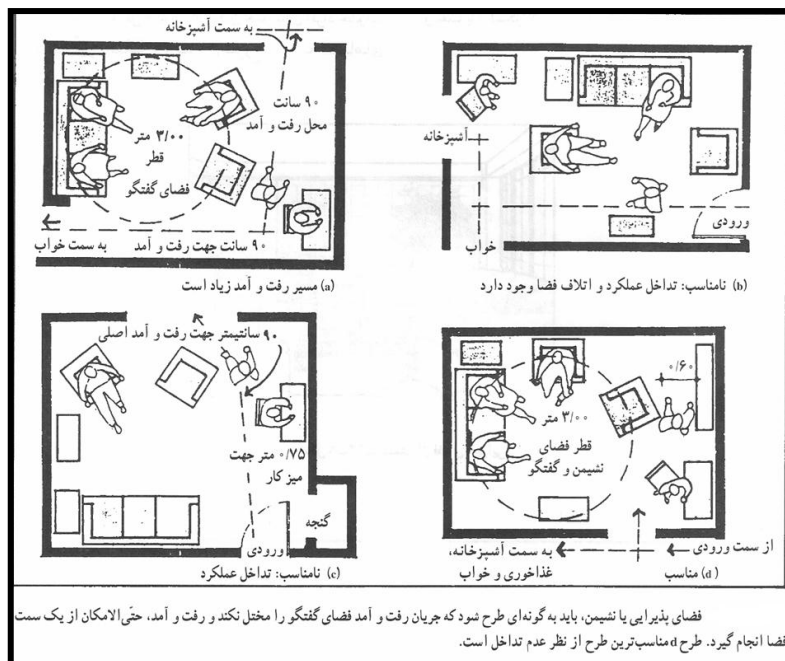 به سمت آشپزخانه
۹۰ سانت
محل رفت و آمد
۳/۰۰ متر
قطر
فضای گفتگو
۹۰ سانت جهت رفت و آمد
به سمت خواب
(a) مسیر رفت و آمد زیاد است
آشپزخانه
ورودی
خواب
(b) نامناسب: تداخل عملکرد و اتلاف فضا وجود دارد
۹۰ سانتیمتر جهت رفت و آمد اصلی
۰/۷۵ متر جهت
میز کار
گنجه
ورودی
(c) نامناسب: تداخل عملکرد
۰/۶۰
۳/۰۰ متر
قطر فضای
نشیمن و گفتگو
از سمت ورودی
به سمت آشپزخانه،
غذاخوری و خواب
(d) مناسب
فضای پذیرایی یا نشیمن، باید به گونه‌ای طرح شود که جریان رفت و آمد فضای گفتگو را مختل نکند و رفت و آمد، حتّی‌الامکان از یک سمت
فضا انجام گیرد. طرح d مناسب‌ترین طرح از نظر عدم تداخل است.